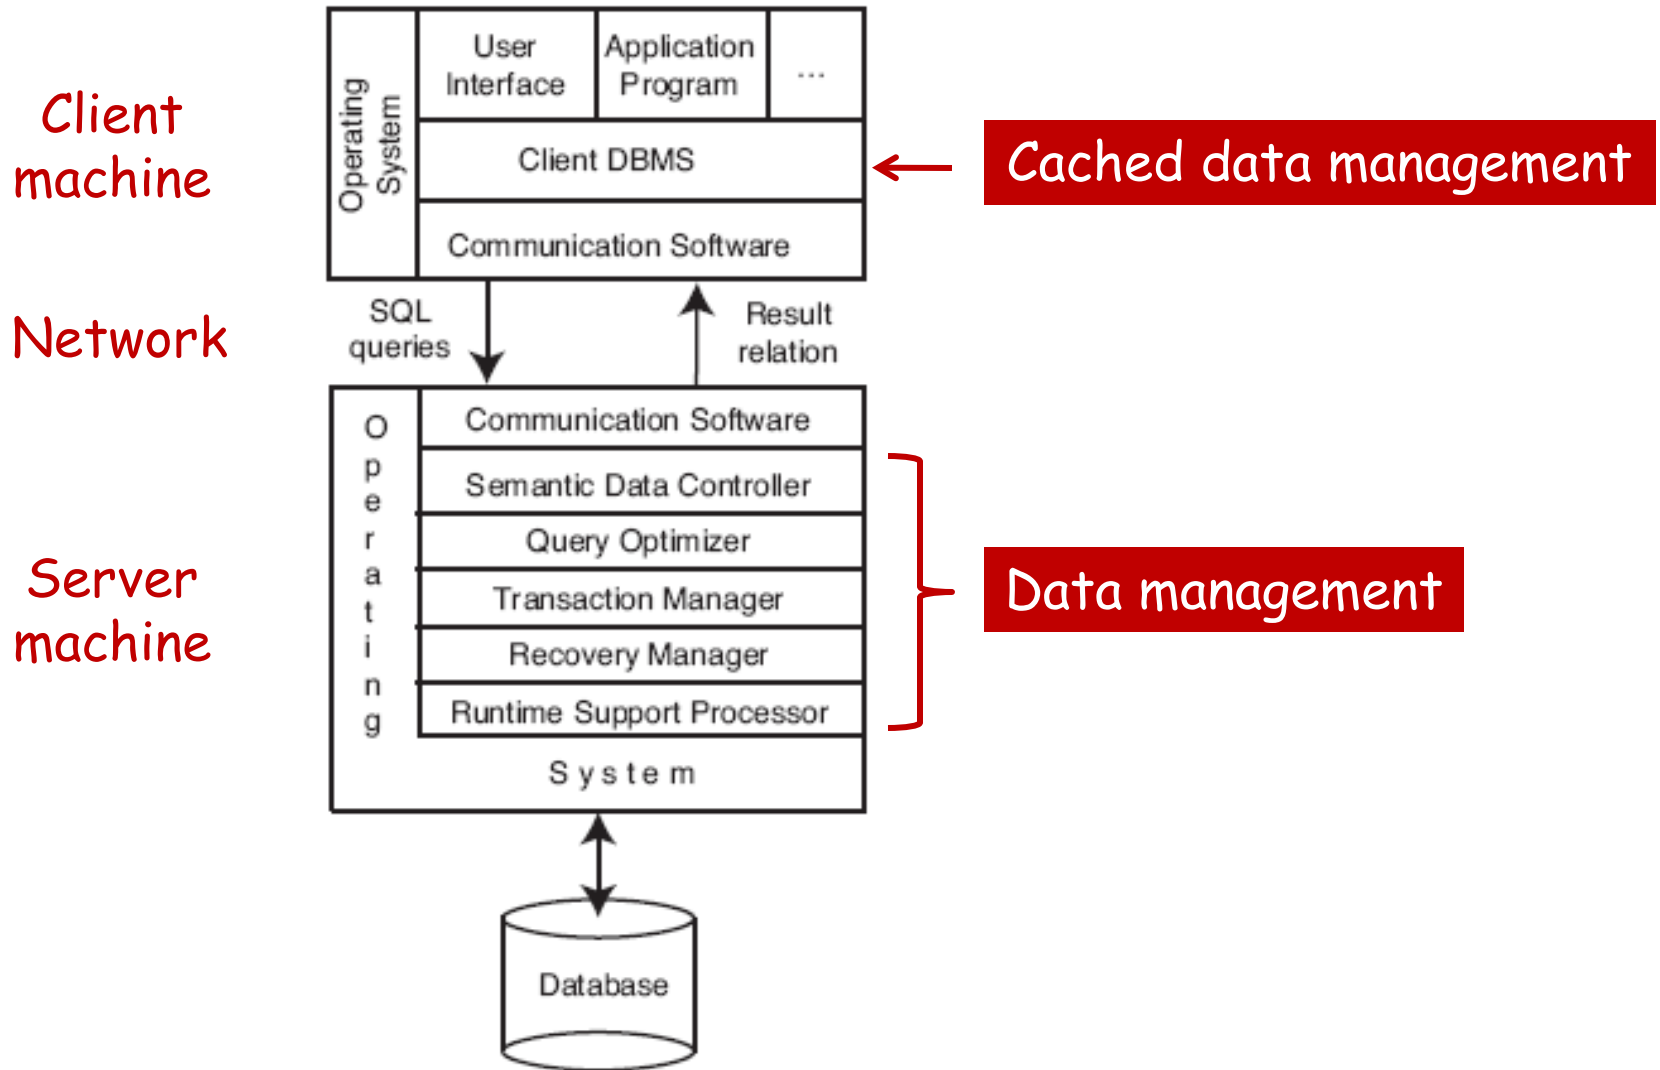 Client
machine
Operating
System
User
Interface
Application
Program
...
Client DBMS
Communication Software
Cached data management
Network
SQL
queries
Result
relation
Server
machine
Operating
Communication Software
Semantic Data Controller
Query Optimizer
Transaction Manager
Recovery Manager
Runtime Support Processor
System
Data management
Database